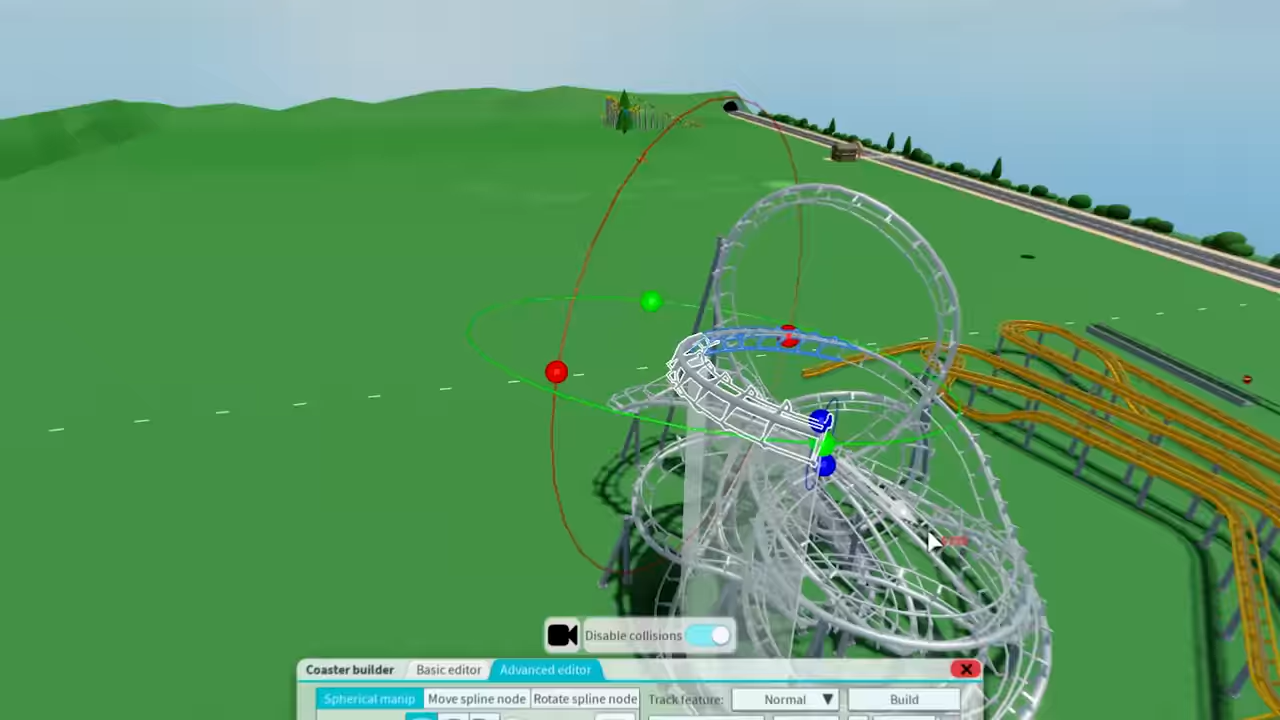 Disable collisions
Coaster builder Basic editor Advanced editor
Spherical manip Move spline node Rotate spline node Track feature: Normal Build